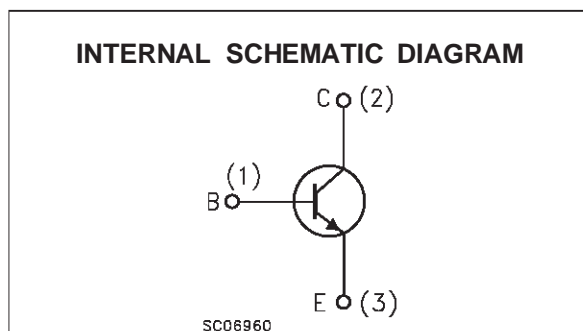 INTERNAL SCHEMATIC DIAGRAM
C (2)
(1)
B
E (3)
SC06960